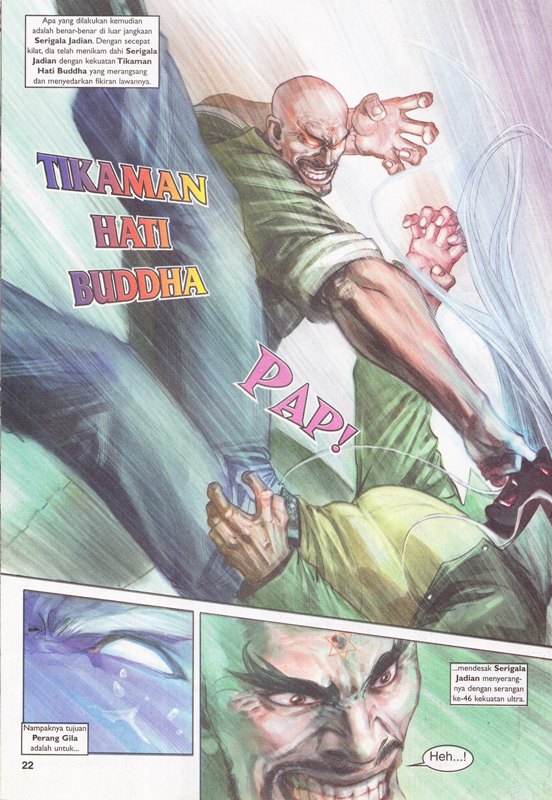 Apa yang dilakukan kemudian
adalah benar-benar di luar jangkaan
Serigala Jadian. Dengan secepat
kilat, dia telah menikam dahi Serigala
Jadian dengan kekuatan Tikaman
Hati Buddha yang merangsang
dan menyedarkan fikiran lawannya.
TIKAMAN
HATI
BUDDHA
PAP!
Nampaknya tujuan
Perang Gila
adalah untuk...
...mendesak Serigala
Jadian menyerang-
nya dengan serangan
ke-46 kekuatan ultra.
Heh...!
22